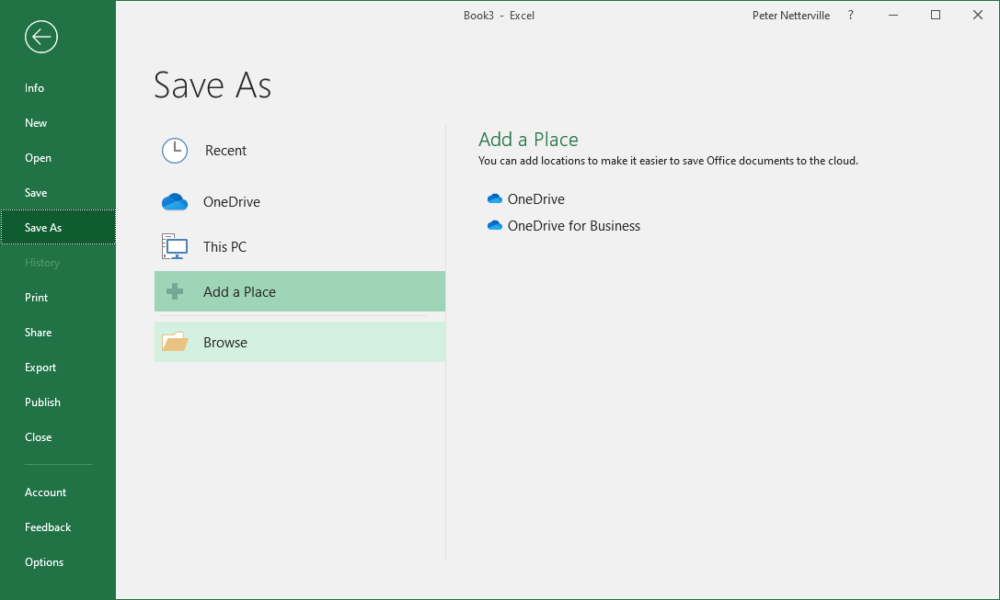 Book3 - Excel
Peter Netterville ?
Info
New
Open
Save
Save As
History
Print
Share
Export
Publish
Close
Account
Feedback
Options
Save As
Recent
OneDrive
This PC
Add a Place
Browse
Add a Place
You can add locations to make it easier to save Office documents to the cloud.
OneDrive
OneDrive for Business